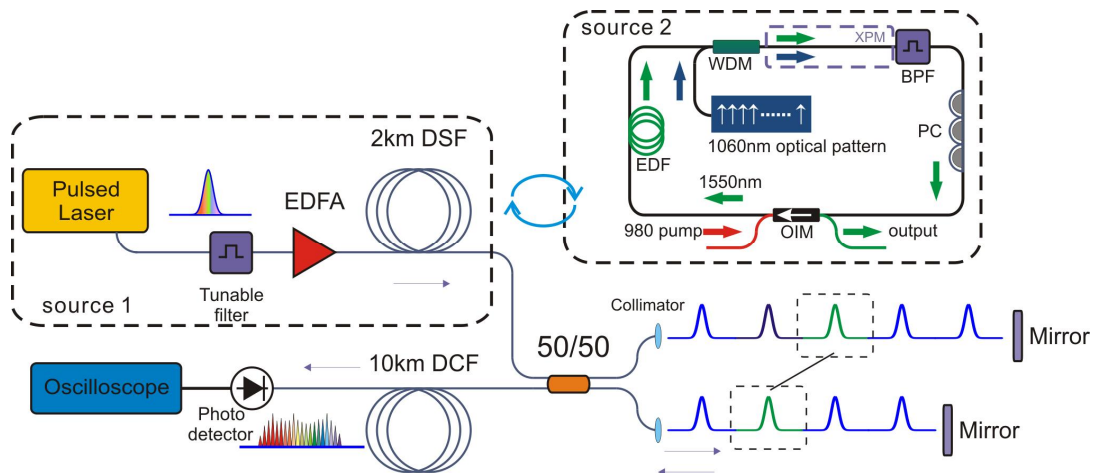 source 2
XPM
WDM
BPF
EDF
1060nm optical pattern
PC
1550nm
980 pump
OIM
output
2km DSF
Pulsed
Laser
EDFA
Tunable
filter
source 1
Collimator
Mirror
50/50
10km DCF
Oscilloscope
Photo
detector
Mirror